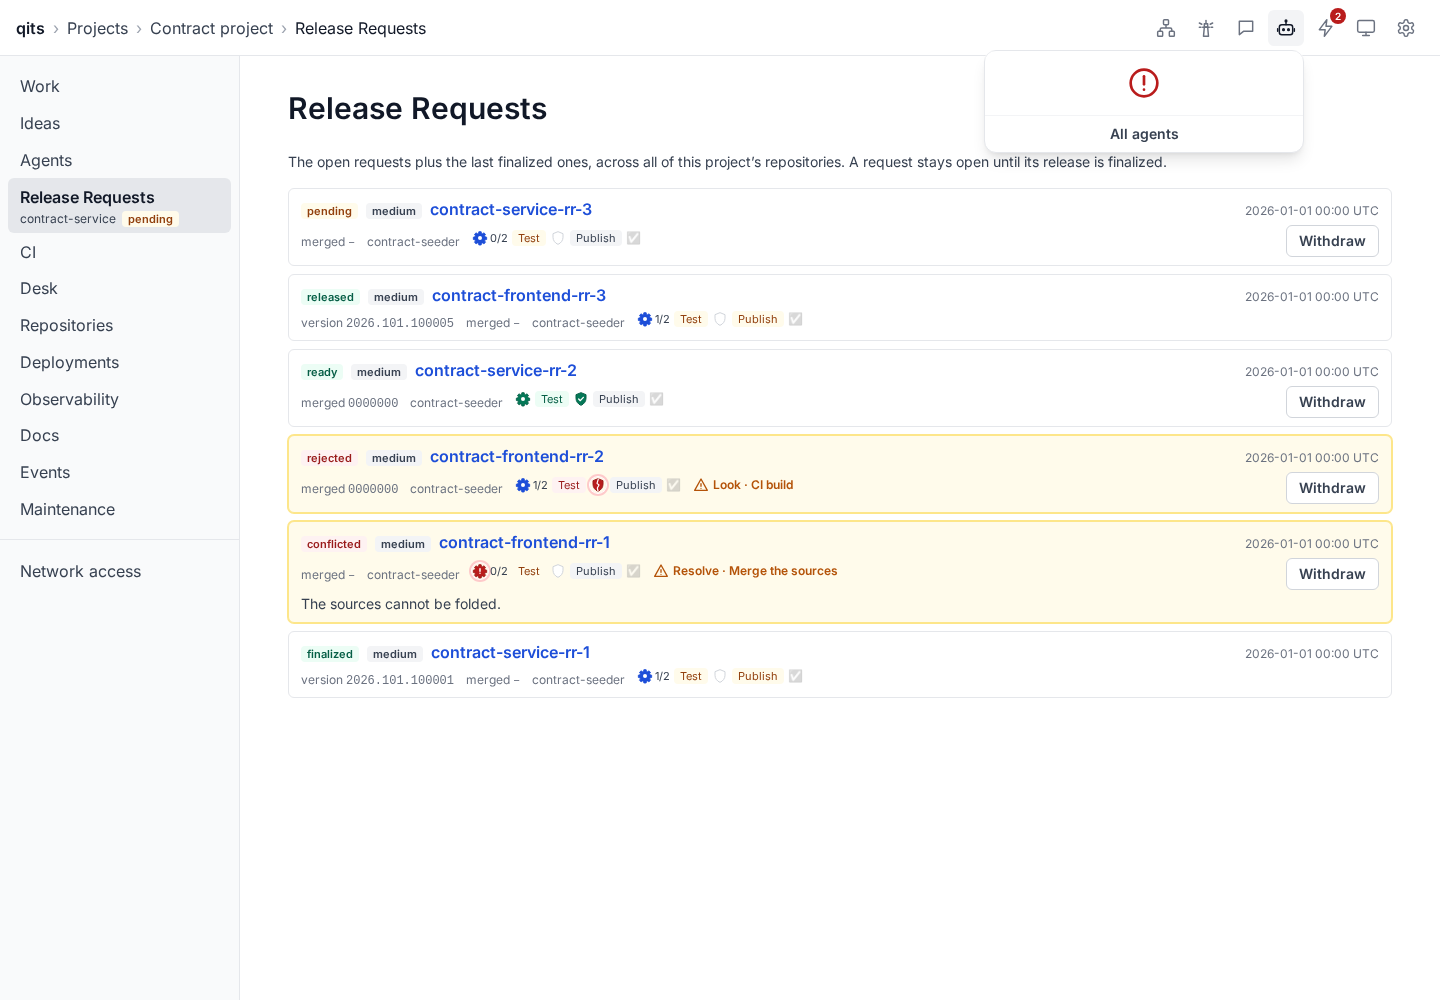 qits › Projects › Contract project › Release Requests
2
All agents
Work
Ideas
Agents
Release Requests
contract-service pending
CI
Desk
Repositories
Deployments
Observability
Docs
Events
Maintenance
Network access
Release Requests
The open requests plus the last finalized ones, across all of this project’s repositories. A request stays open until its release is finalized.
pending medium contract-service-rr-3 2026-01-01 00:00 UTC
merged – contract-seeder 0/2 Test Publish Withdraw
released medium contract-frontend-rr-3 2026-01-01 00:00 UTC
version 2026.101.100005 merged – contract-seeder 1/2 Test Publish
ready medium contract-service-rr-2 2026-01-01 00:00 UTC
merged 0000000 contract-seeder Test Publish Withdraw
rejected medium contract-frontend-rr-2 2026-01-01 00:00 UTC
merged 0000000 contract-seeder 1/2 Test Publish Look · CI build Withdraw
conflicted medium contract-frontend-rr-1 2026-01-01 00:00 UTC
merged – contract-seeder 0/2 Test Publish Resolve · Merge the sources Withdraw
The sources cannot be folded.
finalized medium contract-service-rr-1 2026-01-01 00:00 UTC
version 2026.101.100001 merged – contract-seeder 1/2 Test Publish